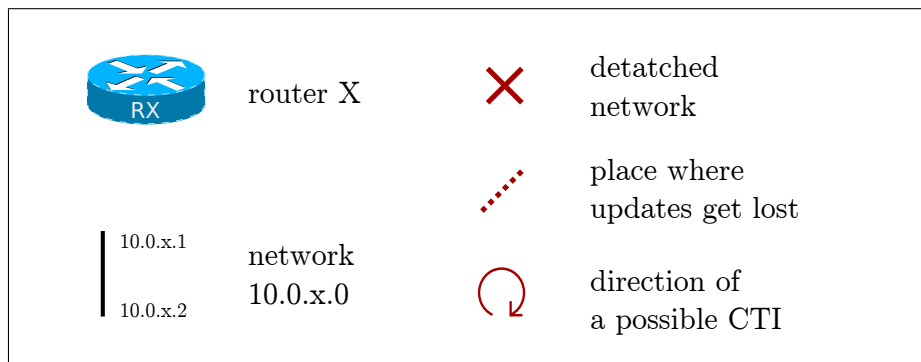 RX
router X
detatched
network
place where
updates get lost
10.0.x.1
10.0.x.2
network
10.0.x.0
direction of
a possible CTI